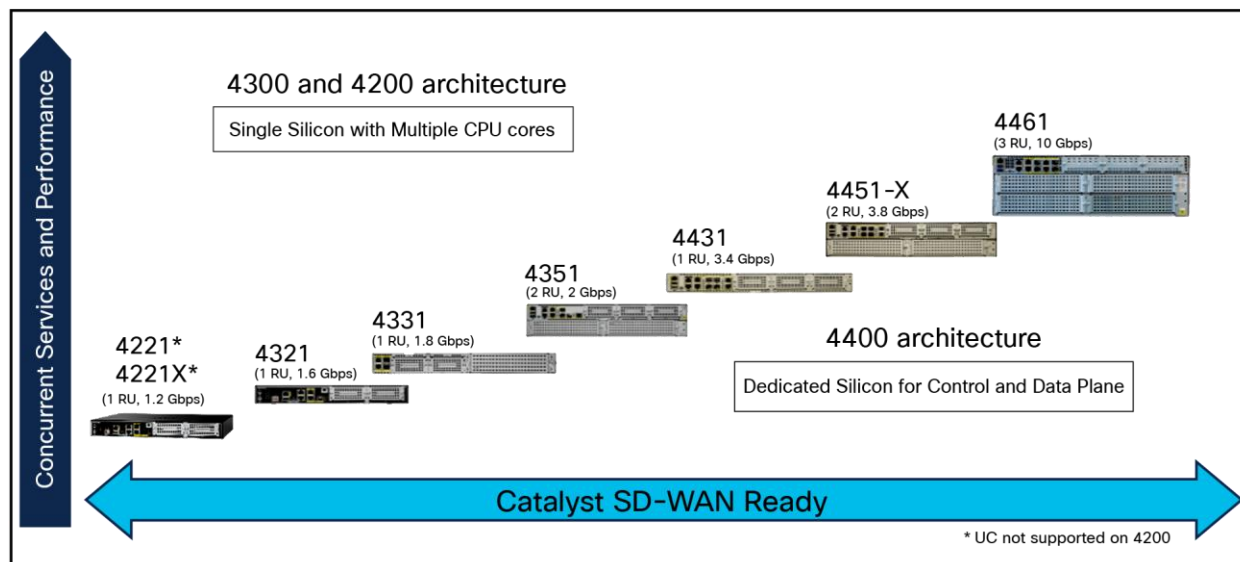 Concurrent Services and Performance
4300 and 4200 architecture
Single Silicon with Multiple CPU cores
4461
(3 RU, 10 Gbps)
4451-X
(2 RU, 3.8 Gbps)
4431
(1 RU, 3.4 Gbps)
4351
(2 RU, 2 Gbps)
4331
(1 RU, 1.8 Gbps)
4321
(1 RU, 1.6 Gbps)
4221*
4221X*
(1 RU, 1.2 Gbps)
4400 architecture
Dedicated Silicon for Control and Data Plane
Catalyst SD-WAN Ready
* UC not supported on 4200